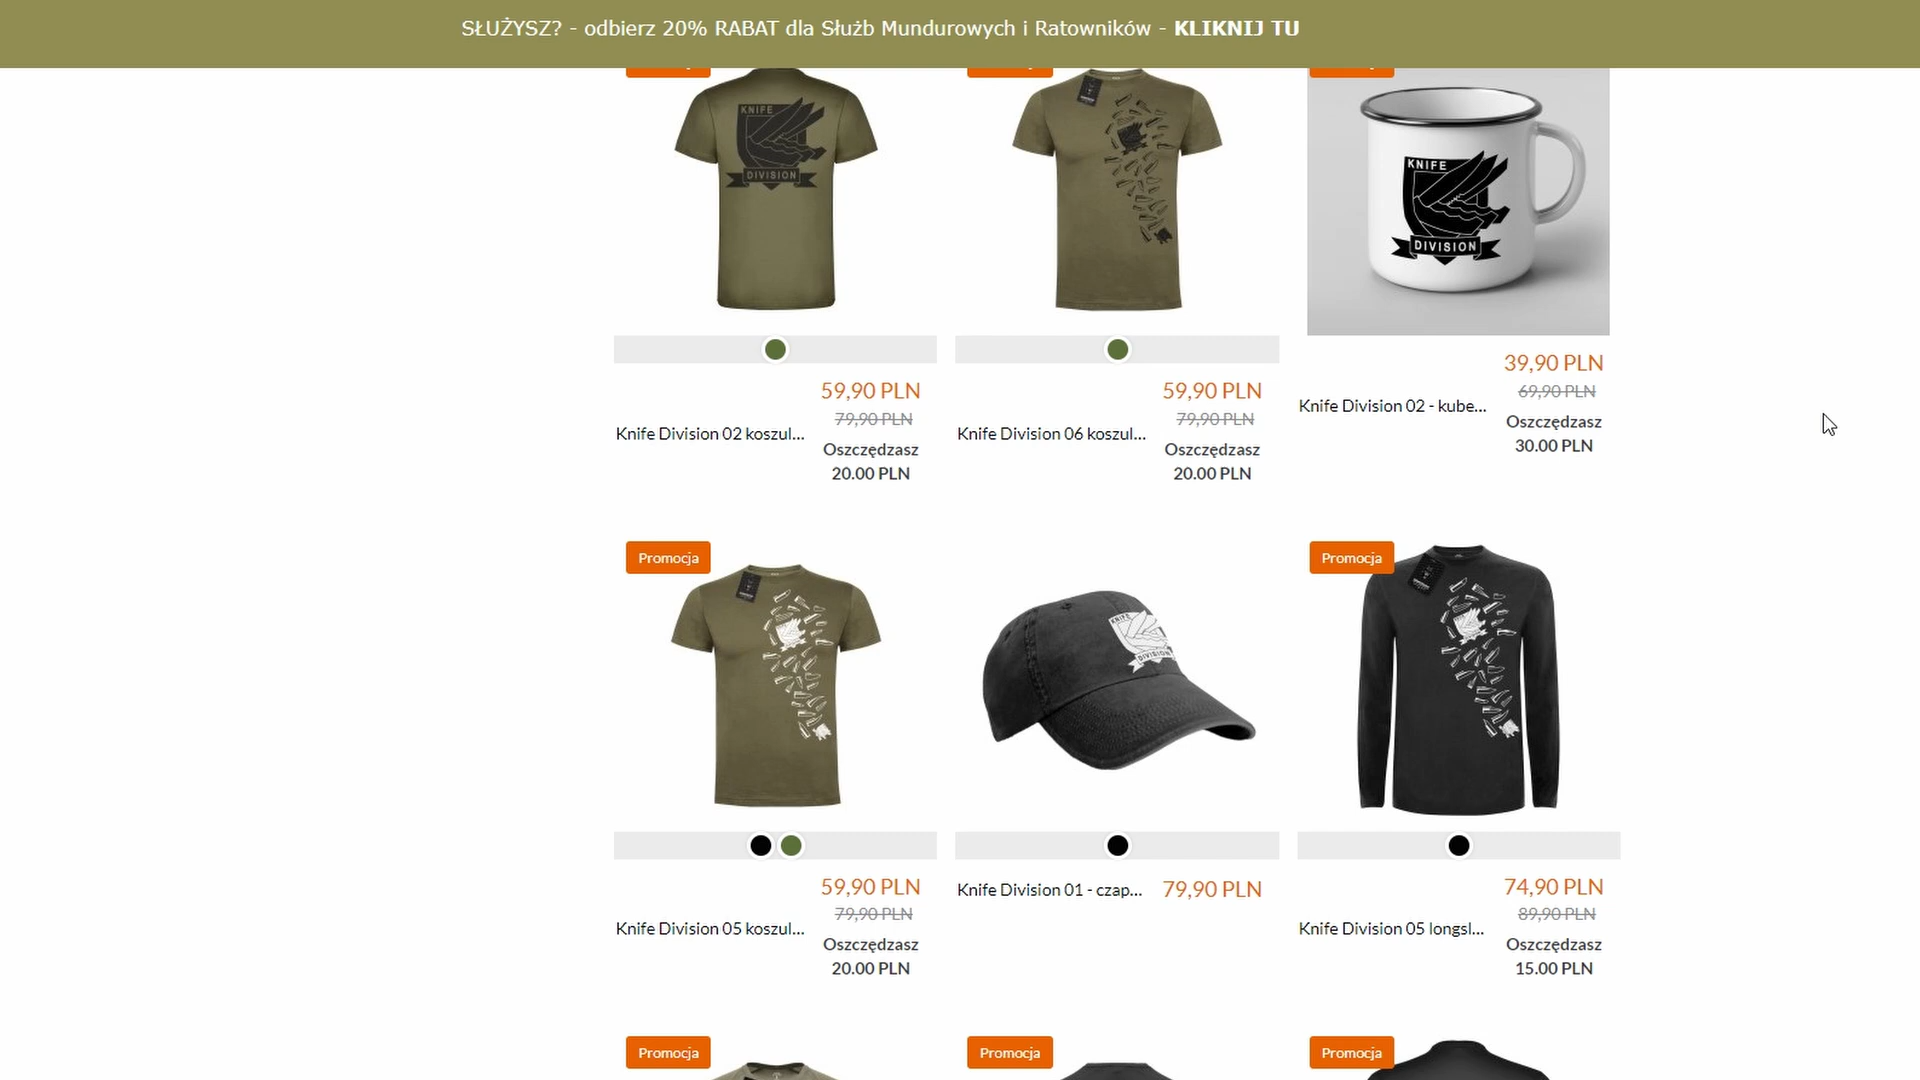 SŁUŻYSZ? - odbierz 20% RABAT dla Służb Mundurowych i Ratowników - KLIKNIJ TU
KNIFE
DIVISION
KNIFE
DIVISION
59,90 PLN
79,90 PLN
Knife Division 02 koszul...
Oszczędzasz
20.00 PLN
59,90 PLN
79,90 PLN
Knife Division 06 koszul...
Oszczędzasz
20.00 PLN
39,90 PLN
69,90 PLN
Knife Division 02 - kube...
Oszczędzasz
30.00 PLN
Promocja
KNIFE
DIVISION
Promocja
59,90 PLN
79,90 PLN
Knife Division 05 koszul...
Oszczędzasz
20.00 PLN
Knife Division 01 - czap...
79,90 PLN
74,90 PLN
89,90 PLN
Knife Division 05 longsl...
Oszczędzasz
15.00 PLN
Promocja
Promocja
Promocja